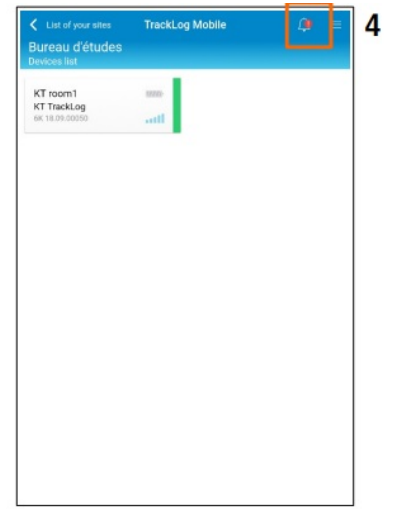 List of your sites TrackLog Mobile
4
Bureau d'études
Devices list
KT room1
KT TrackLog
6K 18.09.00050